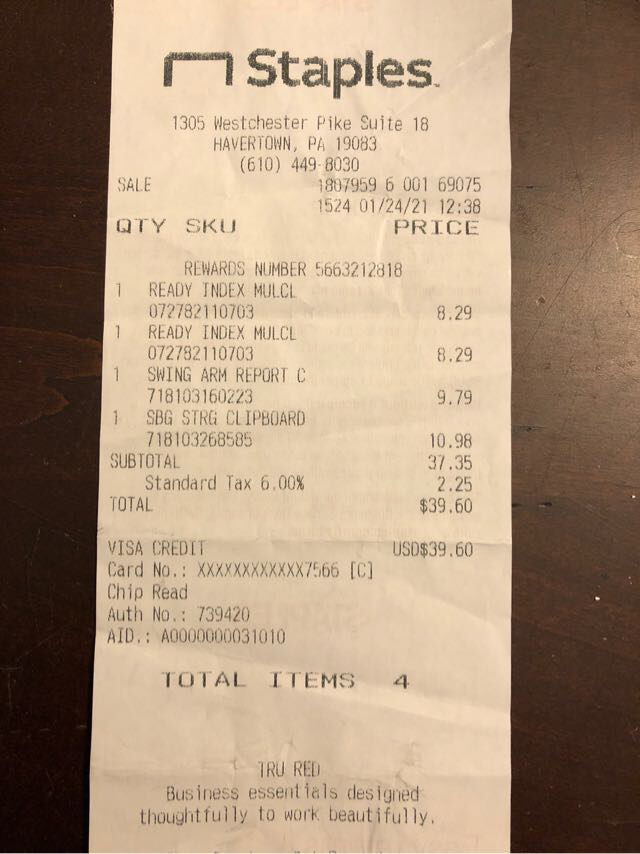 Staples
1305 Westchester Pike Suite 18
HAVERTOWN, PA 19083
(610) 449-8030
SALE 1807959 6 001 69075
1524 01/24/21 12:38
QTY SKU PRICE
REWARDS NUMBER 5663212818
1 READY INDEX MULCL
072782110703 8.29
1 READY INDEX MULCL
072782110703 8.29
1 SWING ARM REPORT C
718103160223 9.79
1 SBG STRG CLIPBOARD
718103268585 10.98
SUBTOTAL 37.35
Standard Tax 6.00% 2.25
TOTAL $39.60
VISA CREDIT USD$39.60
Card No.: XXXXXXXXXXXX7566 [C]
Chip Read
Auth No.: 739420
AID.: A0000000031010
TOTAL ITEMS 4
TRU RED
Business essentials designed
thoughtfully to work beautifully.